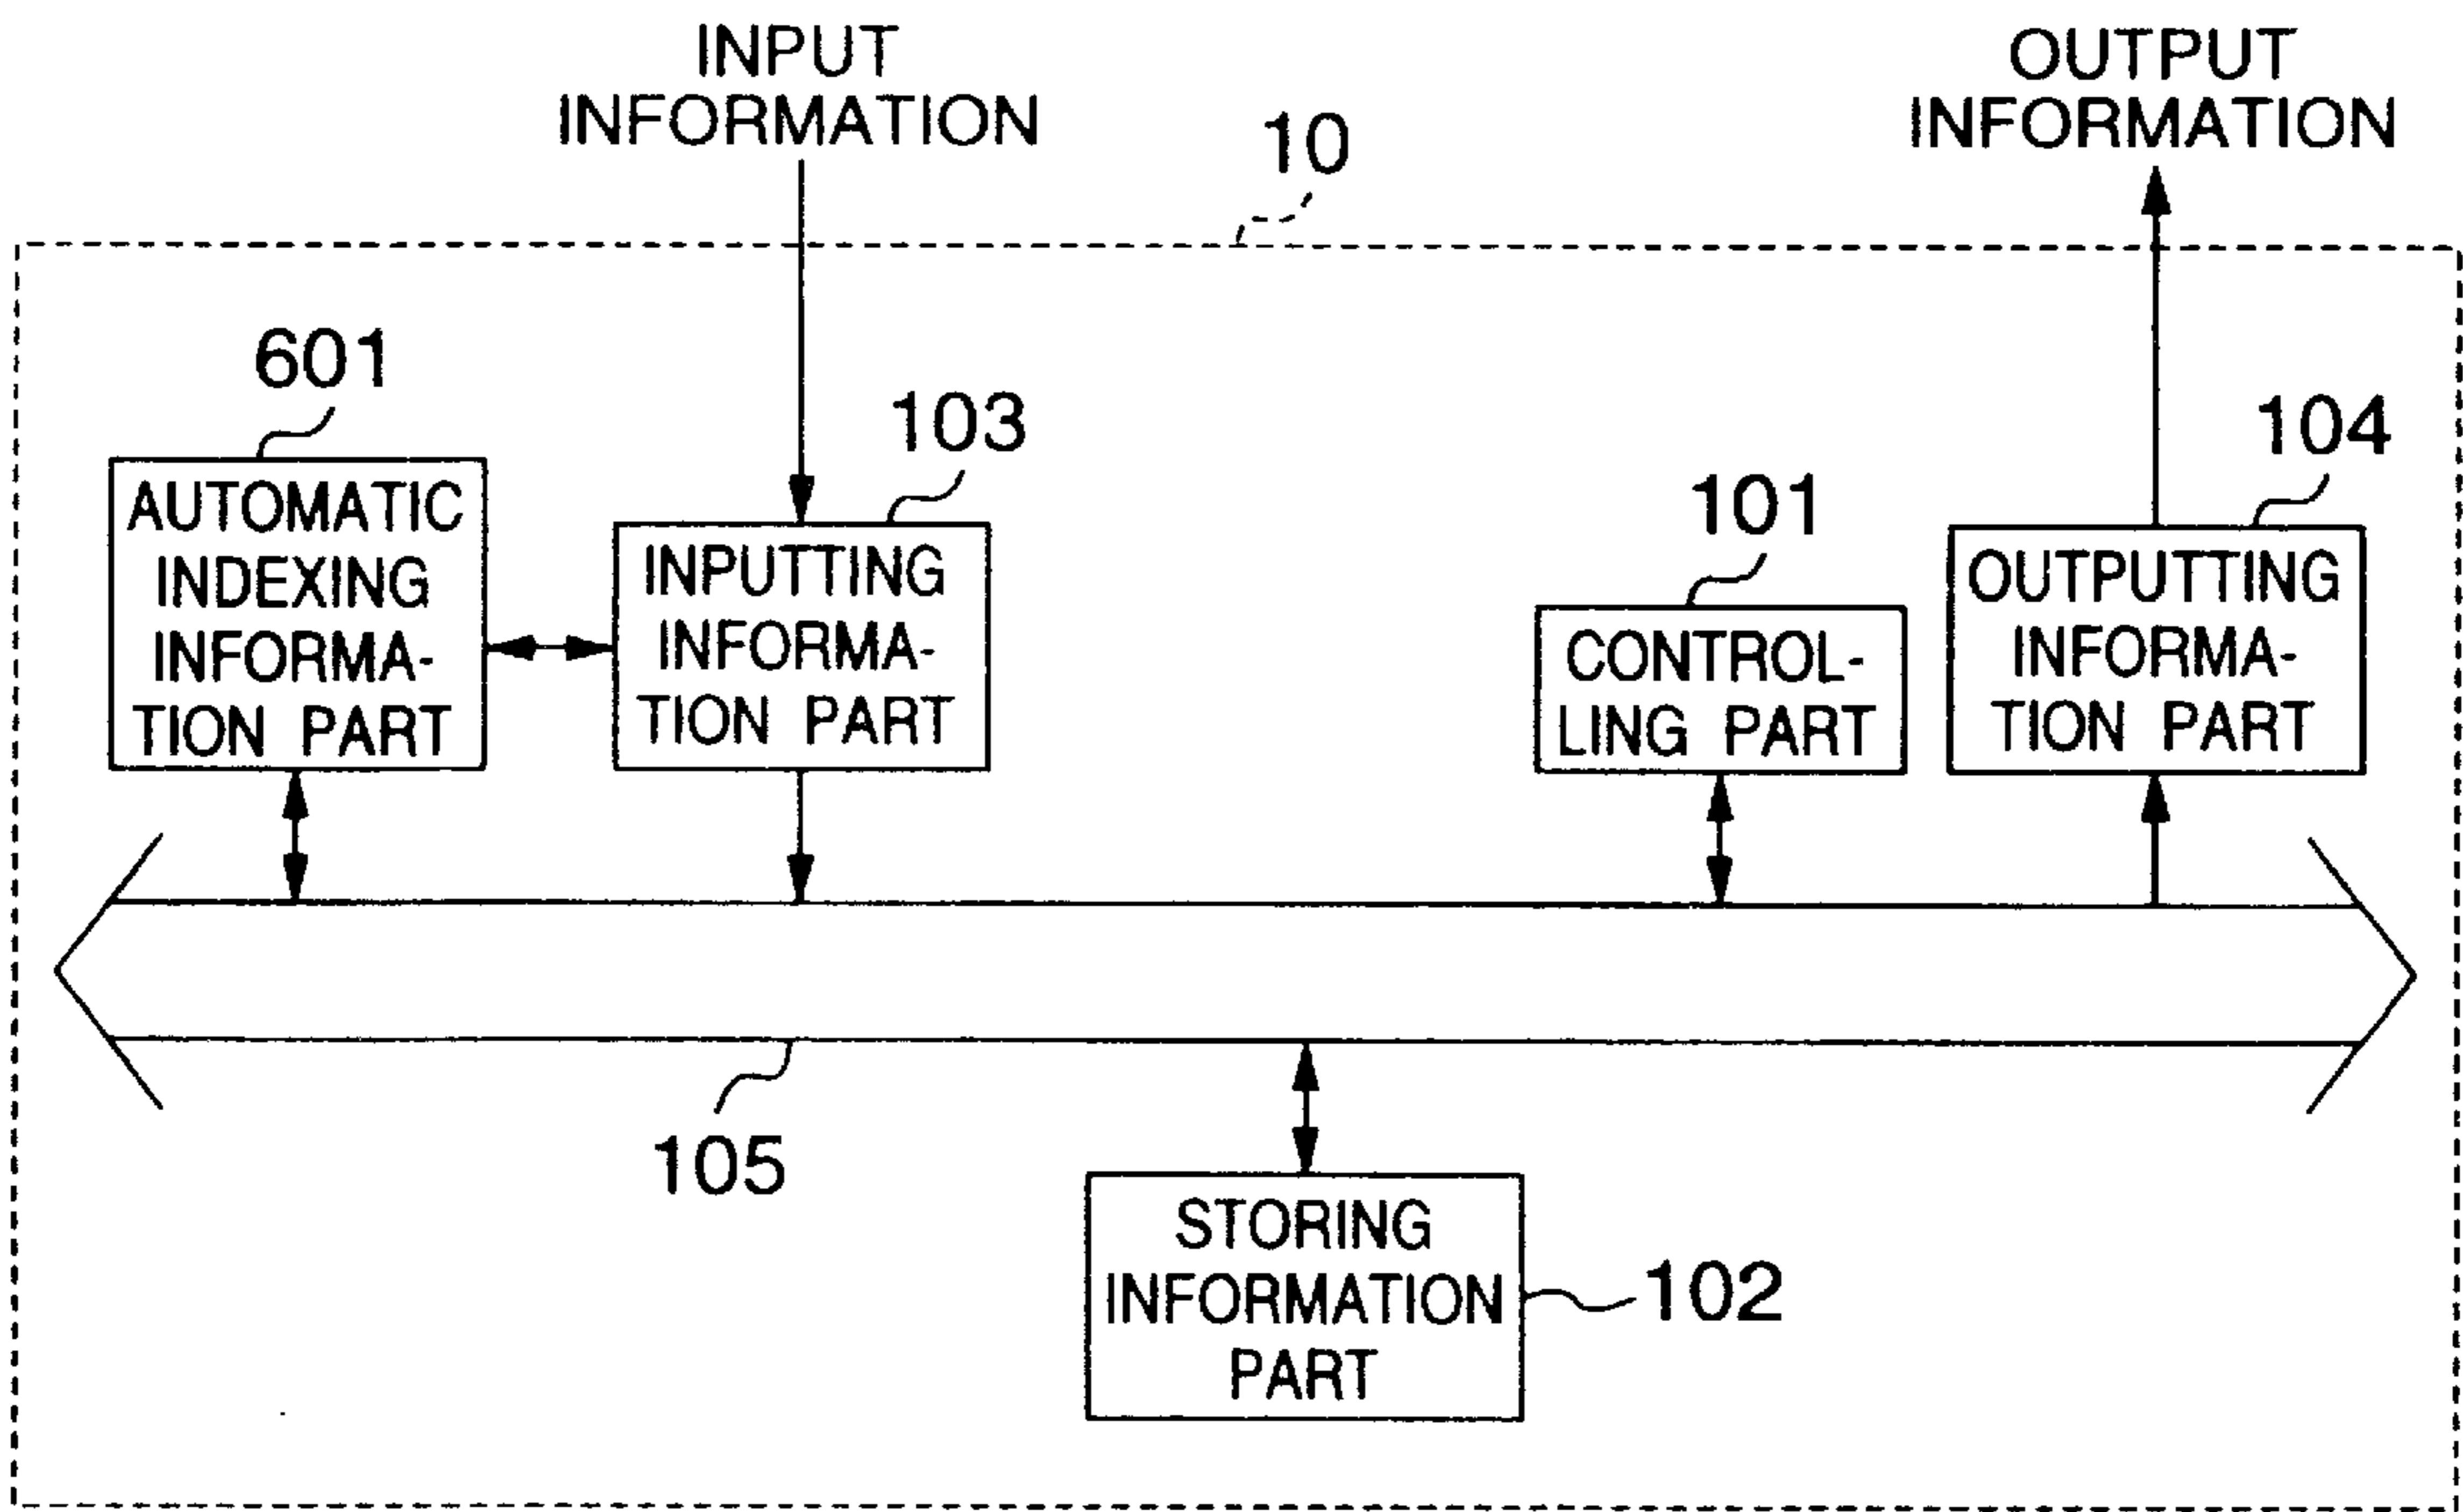 INPUT
INFORMATION
OUTPUT
INFORMATION
10
601
103
104
101
AUTOMATIC
INDEXING
INFORMA-
TION PART
INPUTTING
INFORMA-
TION PART
CONTROL-
LING PART
OUTPUTTING
INFORMA-
TION PART
105
STORING
INFORMATION
PART
102